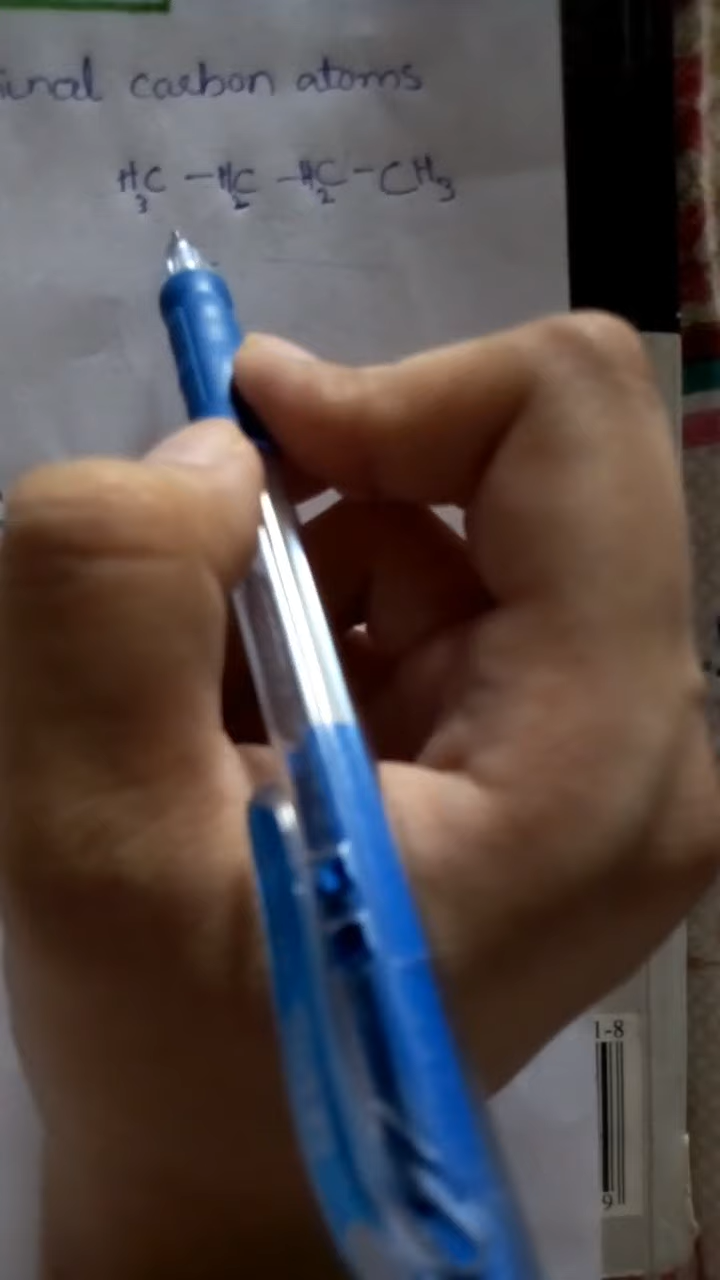 carbon atoms
H₃C – H₂C – H₂C – CH₃
1-8
9